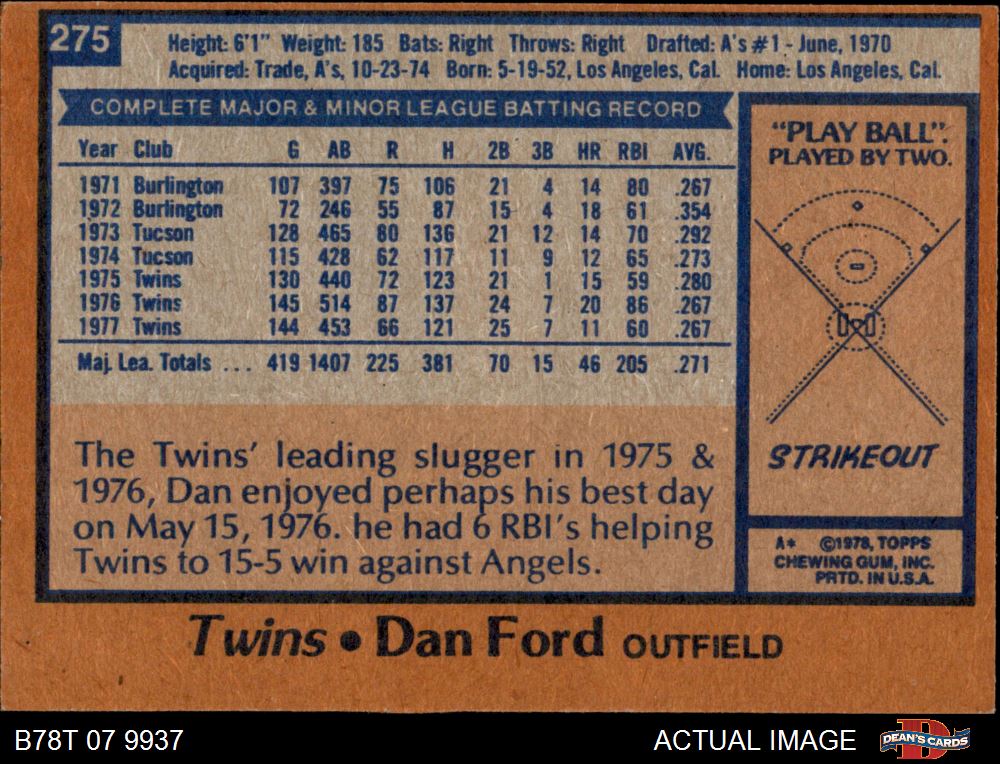 275
Height: 6'1" Weight: 185 Bats: Right Throws: Right Drafted: A's #1 - June, 1970
Acquired: Trade, A's, 10-23-74 Born: 5-19-52, Los Angeles, Cal. Home: Los Angeles, Cal.
COMPLETE MAJOR & MINOR LEAGUE BATTING RECORD
Year Club G AB R H 2B 3B HR RBI AVG.
1971 Burlington 107 397 75 106 21 4 14 80 .267
1972 Burlington 72 246 55 87 15 4 18 61 .354
1973 Tucson 128 465 80 136 21 12 14 70 .292
1974 Tucson 115 428 62 117 11 9 12 65 .273
1975 Twins 130 440 72 123 21 1 15 59 .280
1976 Twins 145 514 87 137 24 7 20 86 .267
1977 Twins 144 453 66 121 25 7 11 60 .267
Maj. Lea. Totals ... 419 1407 225 381 70 15 46 205 .271
The Twins' leading slugger in 1975 &
1976, Dan enjoyed perhaps his best day
on May 15, 1976. he had 6 RBI's helping
Twins to 15-5 win against Angels.
"PLAY BALL".
PLAYED BY TWO.
STRIKEOUT
A* ©1978, TOPPS
CHEWING GUM, INC.
PRTD. IN U.S.A.
Twins • Dan Ford OUTFIELD
B78T 07 9937
ACTUAL IMAGE
D
DEAN'S CARDS